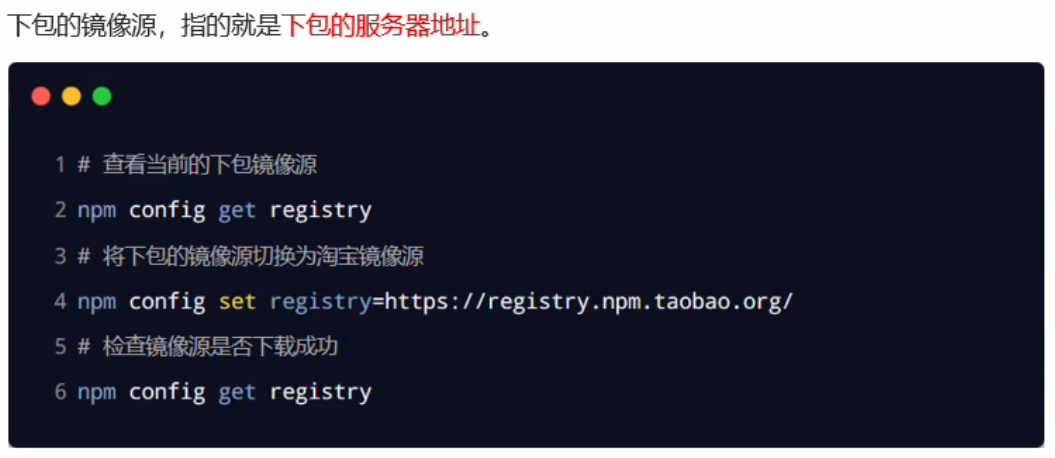 下包的镜像源，指的就是下包的服务器地址。
1 # 查看当前的下包镜像源
2 npm config get registry
3 # 将下包的镜像源切换为淘宝镜像源
4 npm config set registry=https://registry.npm.taobao.org/
5 # 检查镜像源是否下载成功
6 npm config get registry